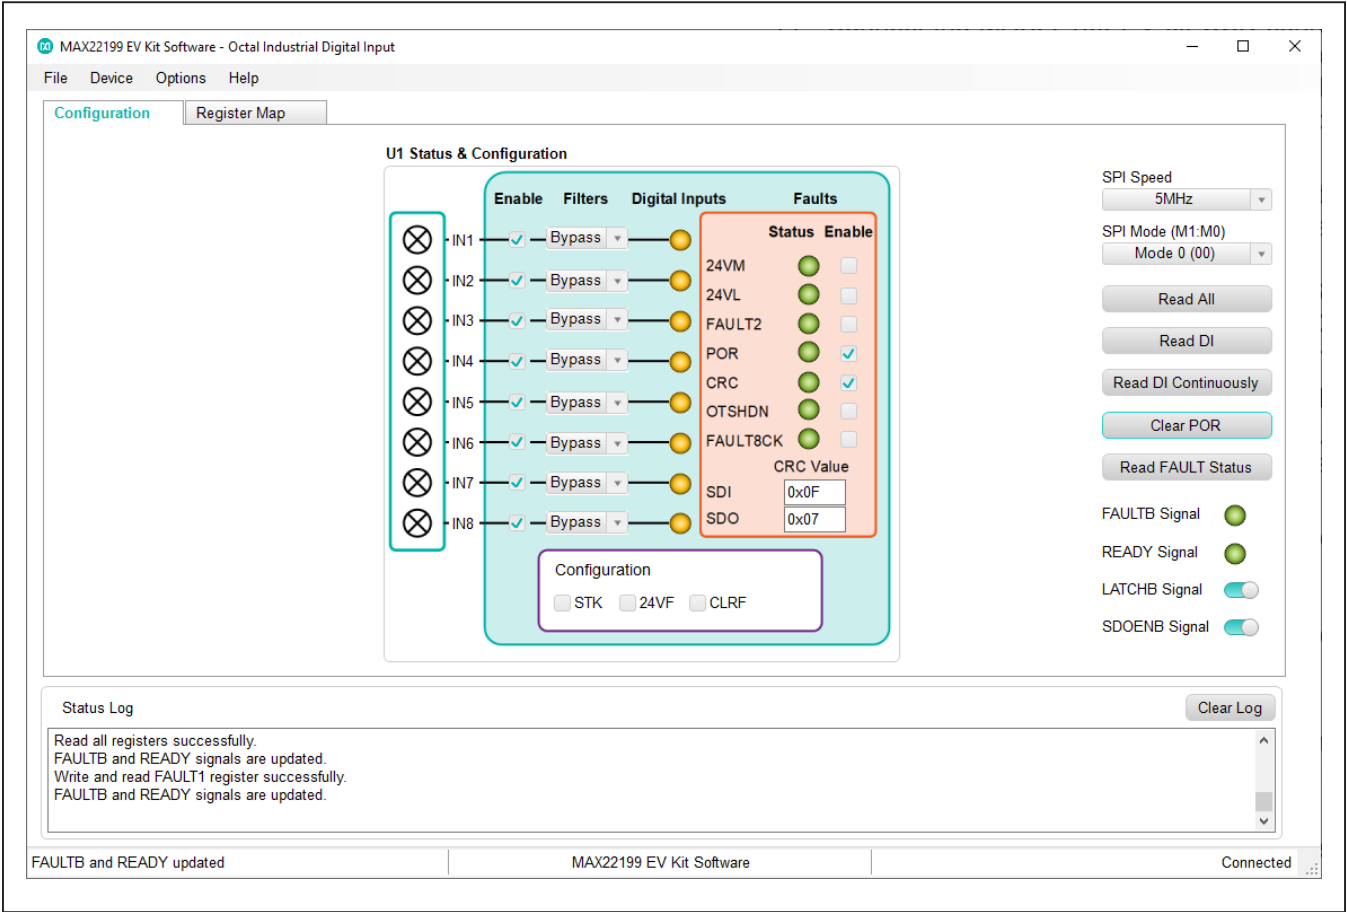 MAX22199 EV Kit Software - Octal Industrial Digital Input
File Device Options Help
Configuration Register Map
U1 Status & Configuration
Enable Filters Digital Inputs Faults
Status Enable
IN1 Bypass
IN2 Bypass
IN3 Bypass
IN4 Bypass
IN5 Bypass
IN6 Bypass
IN7 Bypass
IN8 Bypass
24VM
24VL
FAULT2
POR
CRC
OTSHDN
FAULT8CK
CRC Value
SDI 0x0F
SDO 0x07
Configuration
STK 24VF CLRF
SPI Speed
5MHz
SPI Mode (M1:M0)
Mode 0 (00)
Read All
Read DI
Read DI Continuously
Clear POR
Read FAULT Status
FAULTB Signal
READY Signal
LATCHB Signal
SDOENB Signal
Status Log
Clear Log
Read all registers successfully.
FAULTB and READY signals are updated.
Write and read FAULT1 register successfully.
FAULTB and READY signals are updated.
FAULTB and READY updated
MAX22199 EV Kit Software
Connected